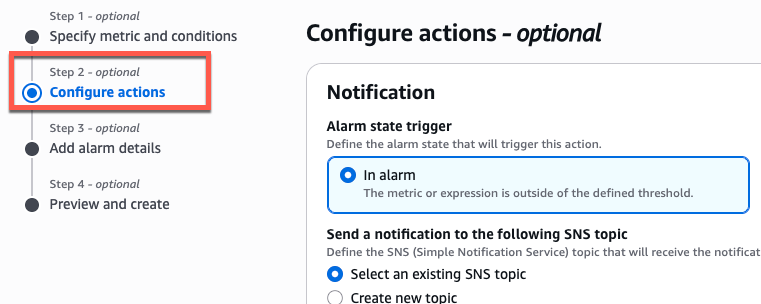 Step 1 - optional
Specify metric and conditions
Step 2 - optional
Configure actions
Step 3 - optional
Add alarm details
Step 4 - optional
Preview and create
Configure actions - optional
Notification
Alarm state trigger
Define the alarm state that will trigger this action.
In alarm
The metric or expression is outside of the defined threshold.
Send a notification to the following SNS topic
Define the SNS (Simple Notification Service) topic that will receive the notificat
Select an existing SNS topic
Create new topic